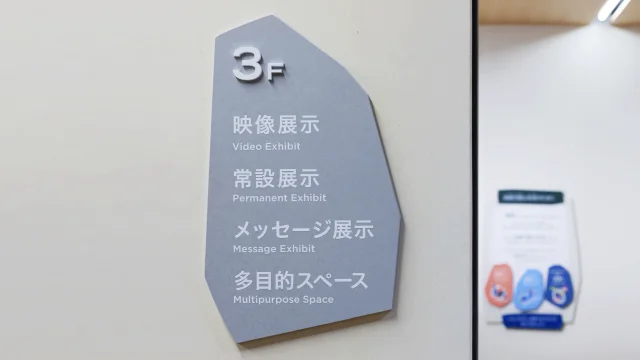 3F
映像展示
Video Exhibit
常設展示
Permanent Exhibit
メッセージ展示
Message Exhibit
多目的スペース
Multipurpose Space